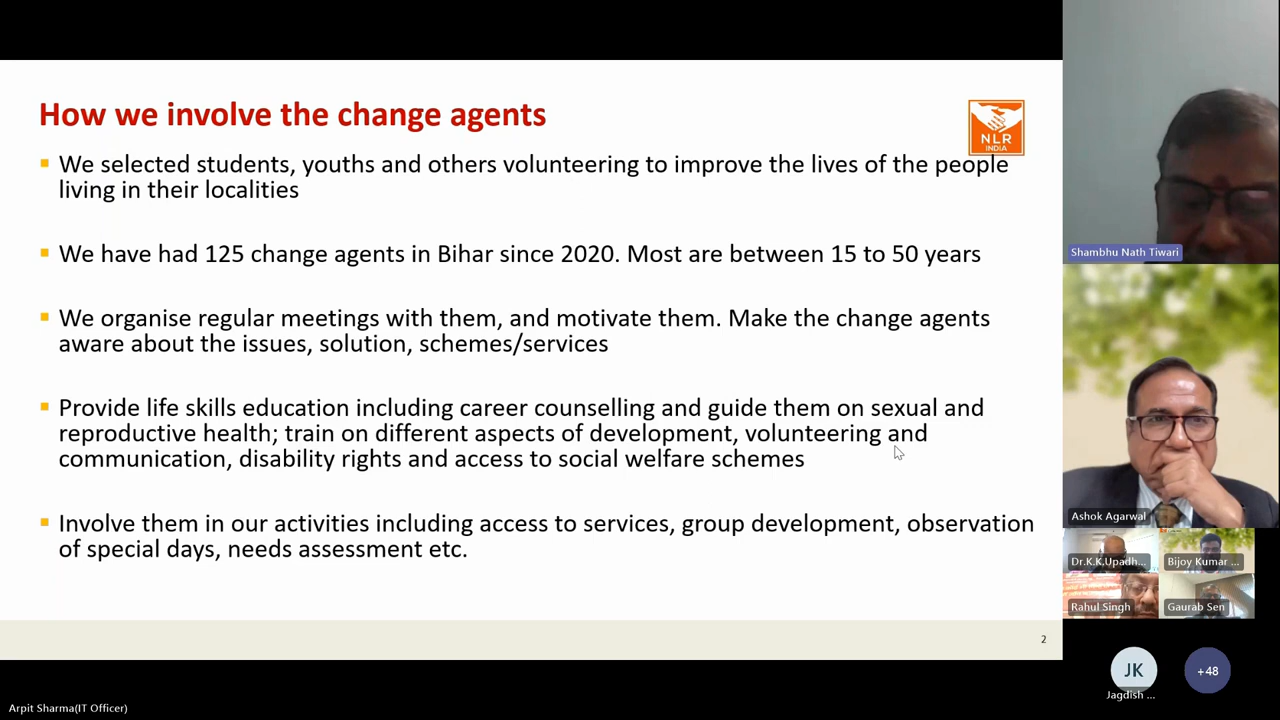 How we involve the change agents
NLR
INDIA
We selected students, youths and others volunteering to improve the lives of the people
living in their localities
We have had 125 change agents in Bihar since 2020. Most are between 15 to 50 years
We organise regular meetings with them, and motivate them. Make the change agents
aware about the issues, solution, schemes/services
Provide life skills education including career counselling and guide them on sexual and
reproductive health; train on different aspects of development, volunteering and
communication, disability rights and access to social welfare schemes
Involve them in our activities including access to services, group development, observation
of special days, needs assessment etc.
2
Arpit Sharma(IT Officer)
Shambhu Nath Tiwari
Ashok Agarwal
Dr.K.K.Upadh...
Bijoy Kumar ...
Rahul Singh
Gaurab Sen
JK
+48
Jagdish ...